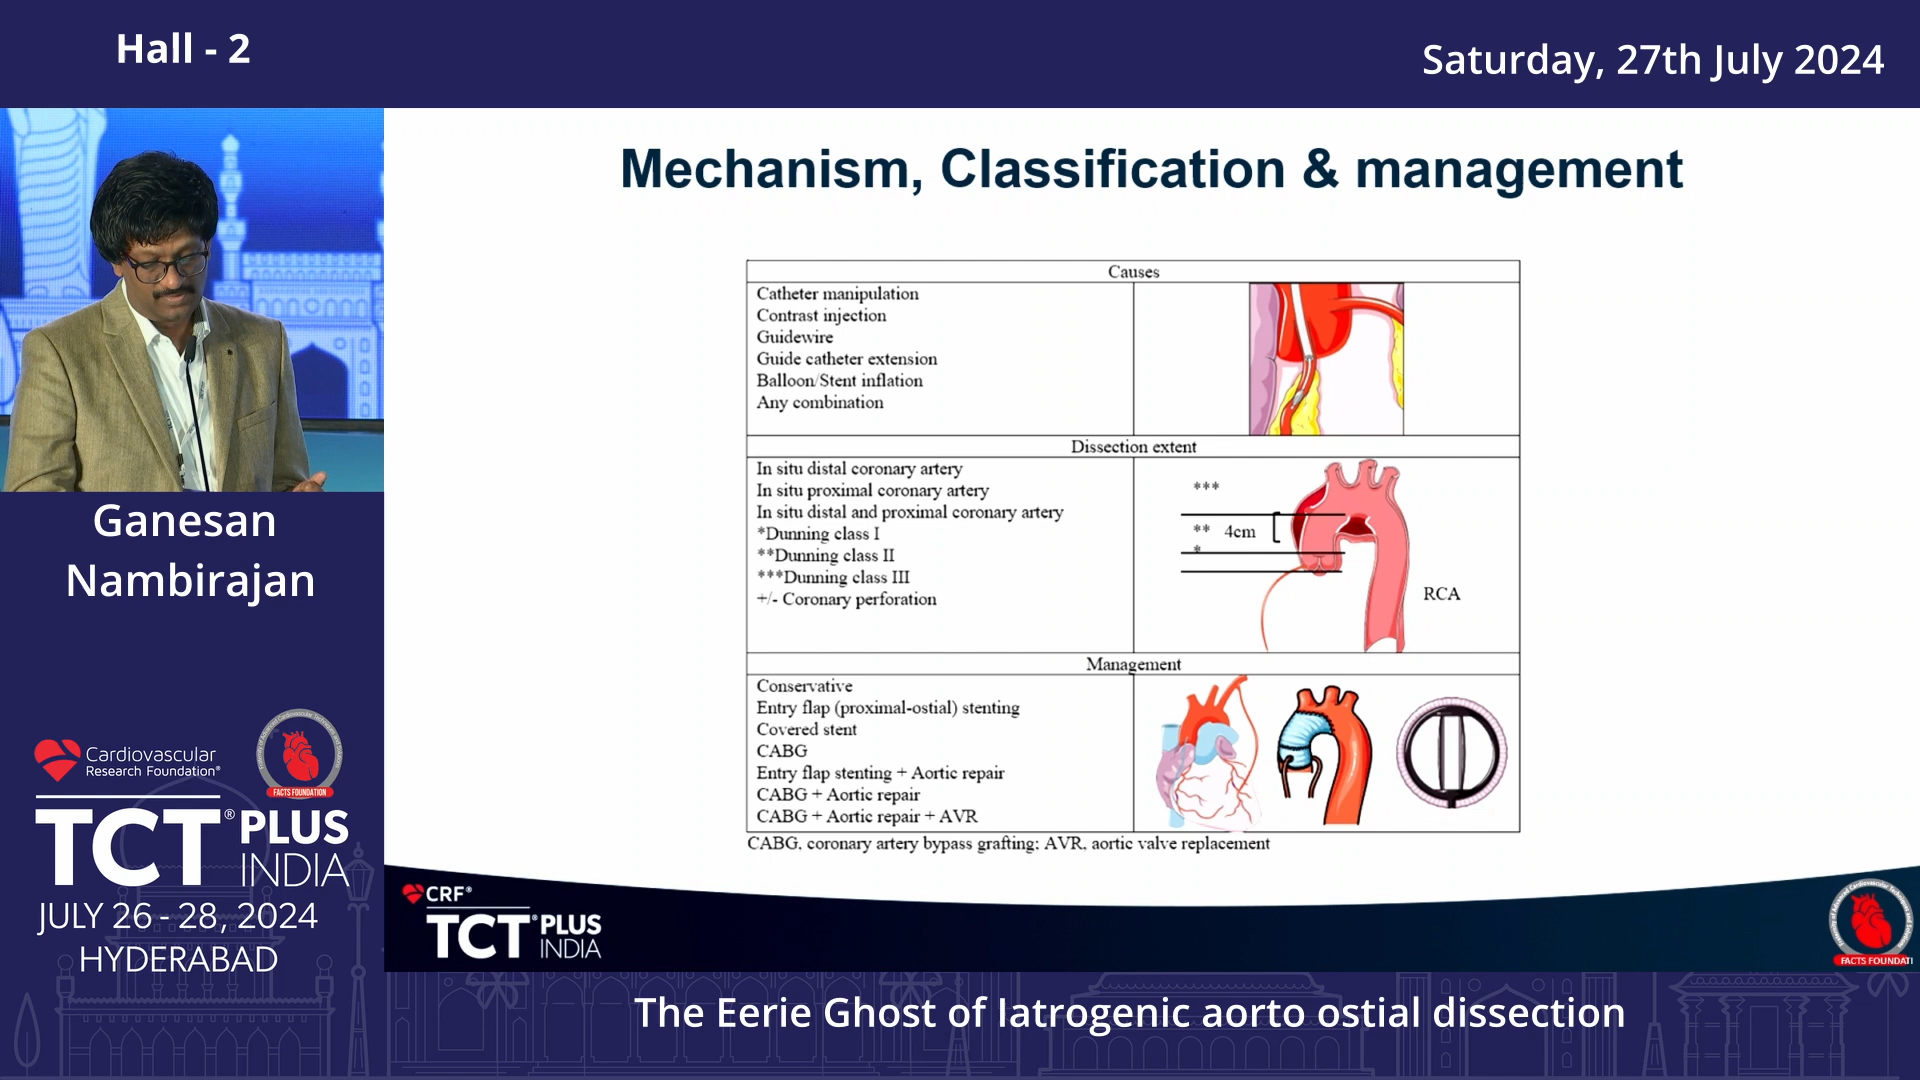 Hall - 2
Saturday, 27th July 2024
Mechanism, Classification & management
Causes
Catheter manipulation
Contrast injection
Guidewire
Guide catheter extension
Balloon/Stent inflation
Any combination
Dissection extent
In situ distal coronary artery
In situ proximal coronary artery
In situ distal and proximal coronary artery
*Dunning class I
**Dunning class II
***Dunning class III
+/- Coronary perforation
***
** 4cm
*
RCA
Management
Conservative
Entry flap (proximal-ostial) stenting
Covered stent
CABG
Entry flap stenting + Aortic repair
CABG + Aortic repair
CABG + Aortic repair + AVR
CABG, coronary artery bypass grafting; AVR, aortic valve replacement
Ganesan
Nambirajan
Cardiovascular
Research Foundation®
FACTS FOUNDATION
TCT® PLUS
INDIA
JULY 26 - 28, 2024
HYDERABAD
CRF®
TCT® PLUS
INDIA
FACTS FOUNDATI
The Eerie Ghost of Iatrogenic aorto ostial dissection